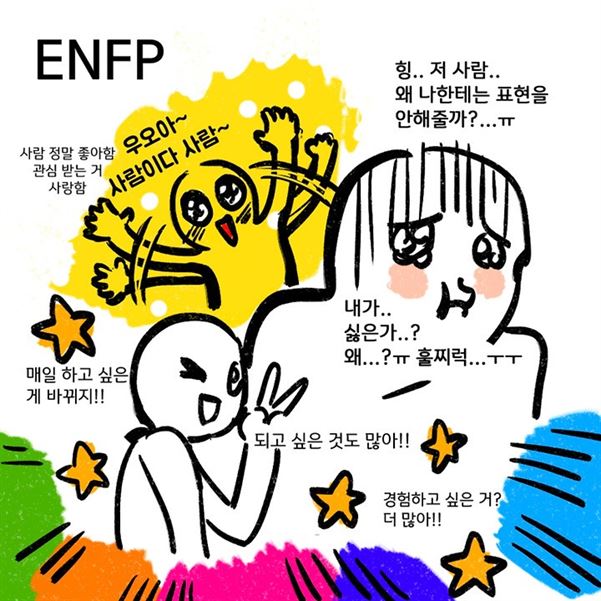 ENFP
힝.. 저 사람..
왜 나한테는 표현을
안해줄까?...ㅠ
우오아~
사람이다 사람~
사람 정말 좋아함
관심 받는 거
사랑함
내가..
싫은가..?
왜...?ㅠ 훌찌럭...ㅜㅜ
매일 하고 싶은
게 바뀌지!!
되고 싶은 것도 많아!!
경험하고 싶은 거?
더 많아!!